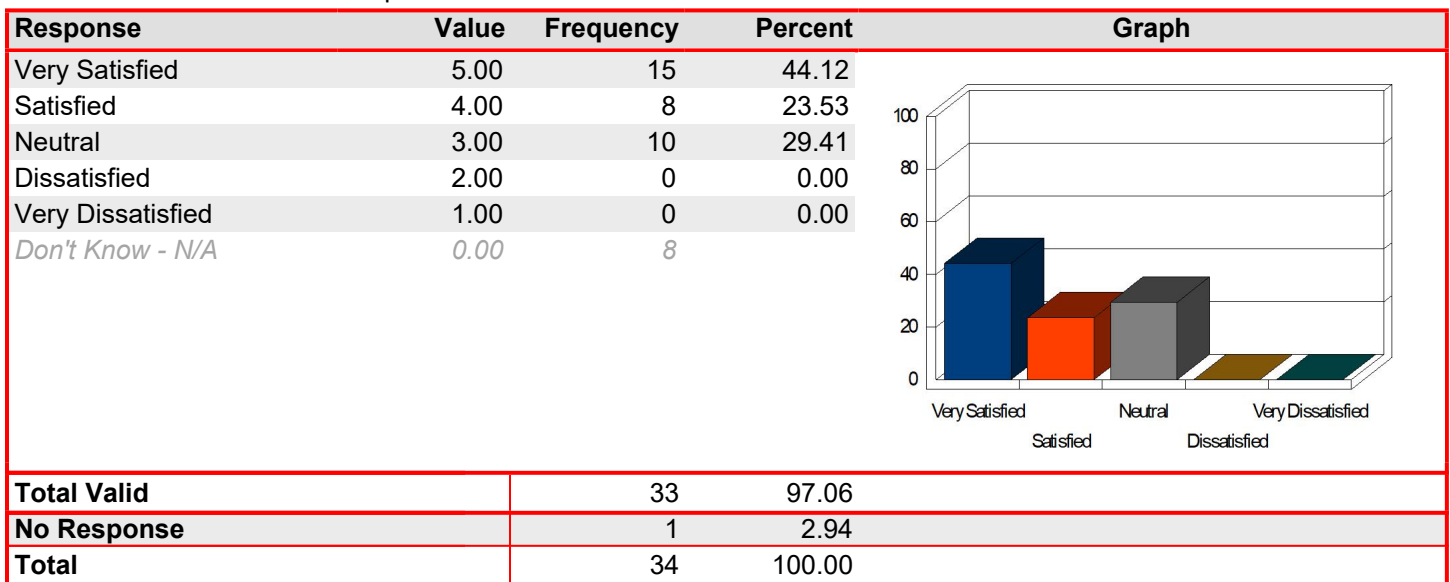 Response Value Frequency Percent Graph
Very Satisfied 5.00 15 44.12
Satisfied 4.00 8 23.53
Neutral 3.00 10 29.41
Dissatisfied 2.00 0 0.00
Very Dissatisfied 1.00 0 0.00
Don't Know - N/A 0.00 8
100
80
60
40
20
0
Very Satisfied Neutral Very Dissatisfied
Satisfied Dissatisfied
Total Valid 33 97.06
No Response 1 2.94
Total 34 100.00